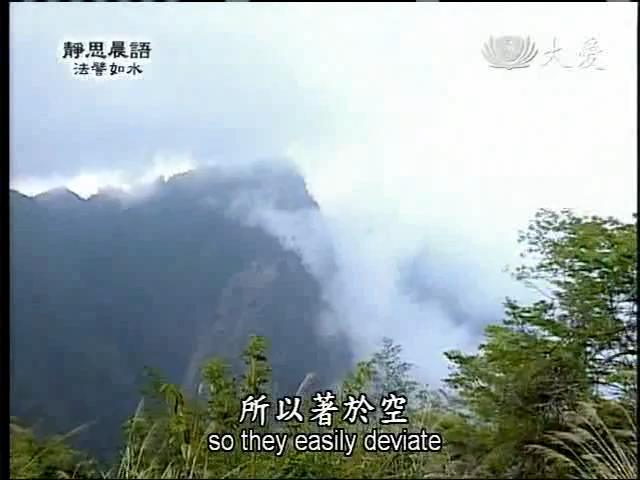 靜思晨語
法譬如水
大愛
所以著於空
so they easily deviate